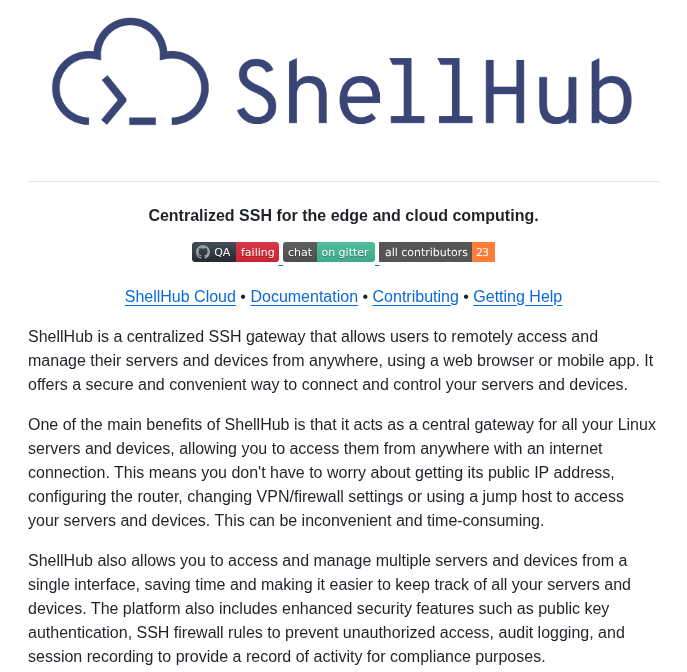 ShellHub
Centralized SSH for the edge and cloud computing.
QA failing chat on gitter all contributors 23
ShellHub Cloud • Documentation • Contributing • Getting Help
ShellHub is a centralized SSH gateway that allows users to remotely access and
manage their servers and devices from anywhere, using a web browser or mobile app. It
offers a secure and convenient way to connect and control your servers and devices.
One of the main benefits of ShellHub is that it acts as a central gateway for all your Linux
servers and devices, allowing you to access them from anywhere with an internet
connection. This means you don't have to worry about getting its public IP address,
configuring the router, changing VPN/firewall settings or using a jump host to access
your servers and devices. This can be inconvenient and time-consuming.
ShellHub also allows you to access and manage multiple servers and devices from a
single interface, saving time and making it easier to keep track of all your servers and
devices. The platform also includes enhanced security features such as public key
authentication, SSH firewall rules to prevent unauthorized access, audit logging, and
session recording to provide a record of activity for compliance purposes.